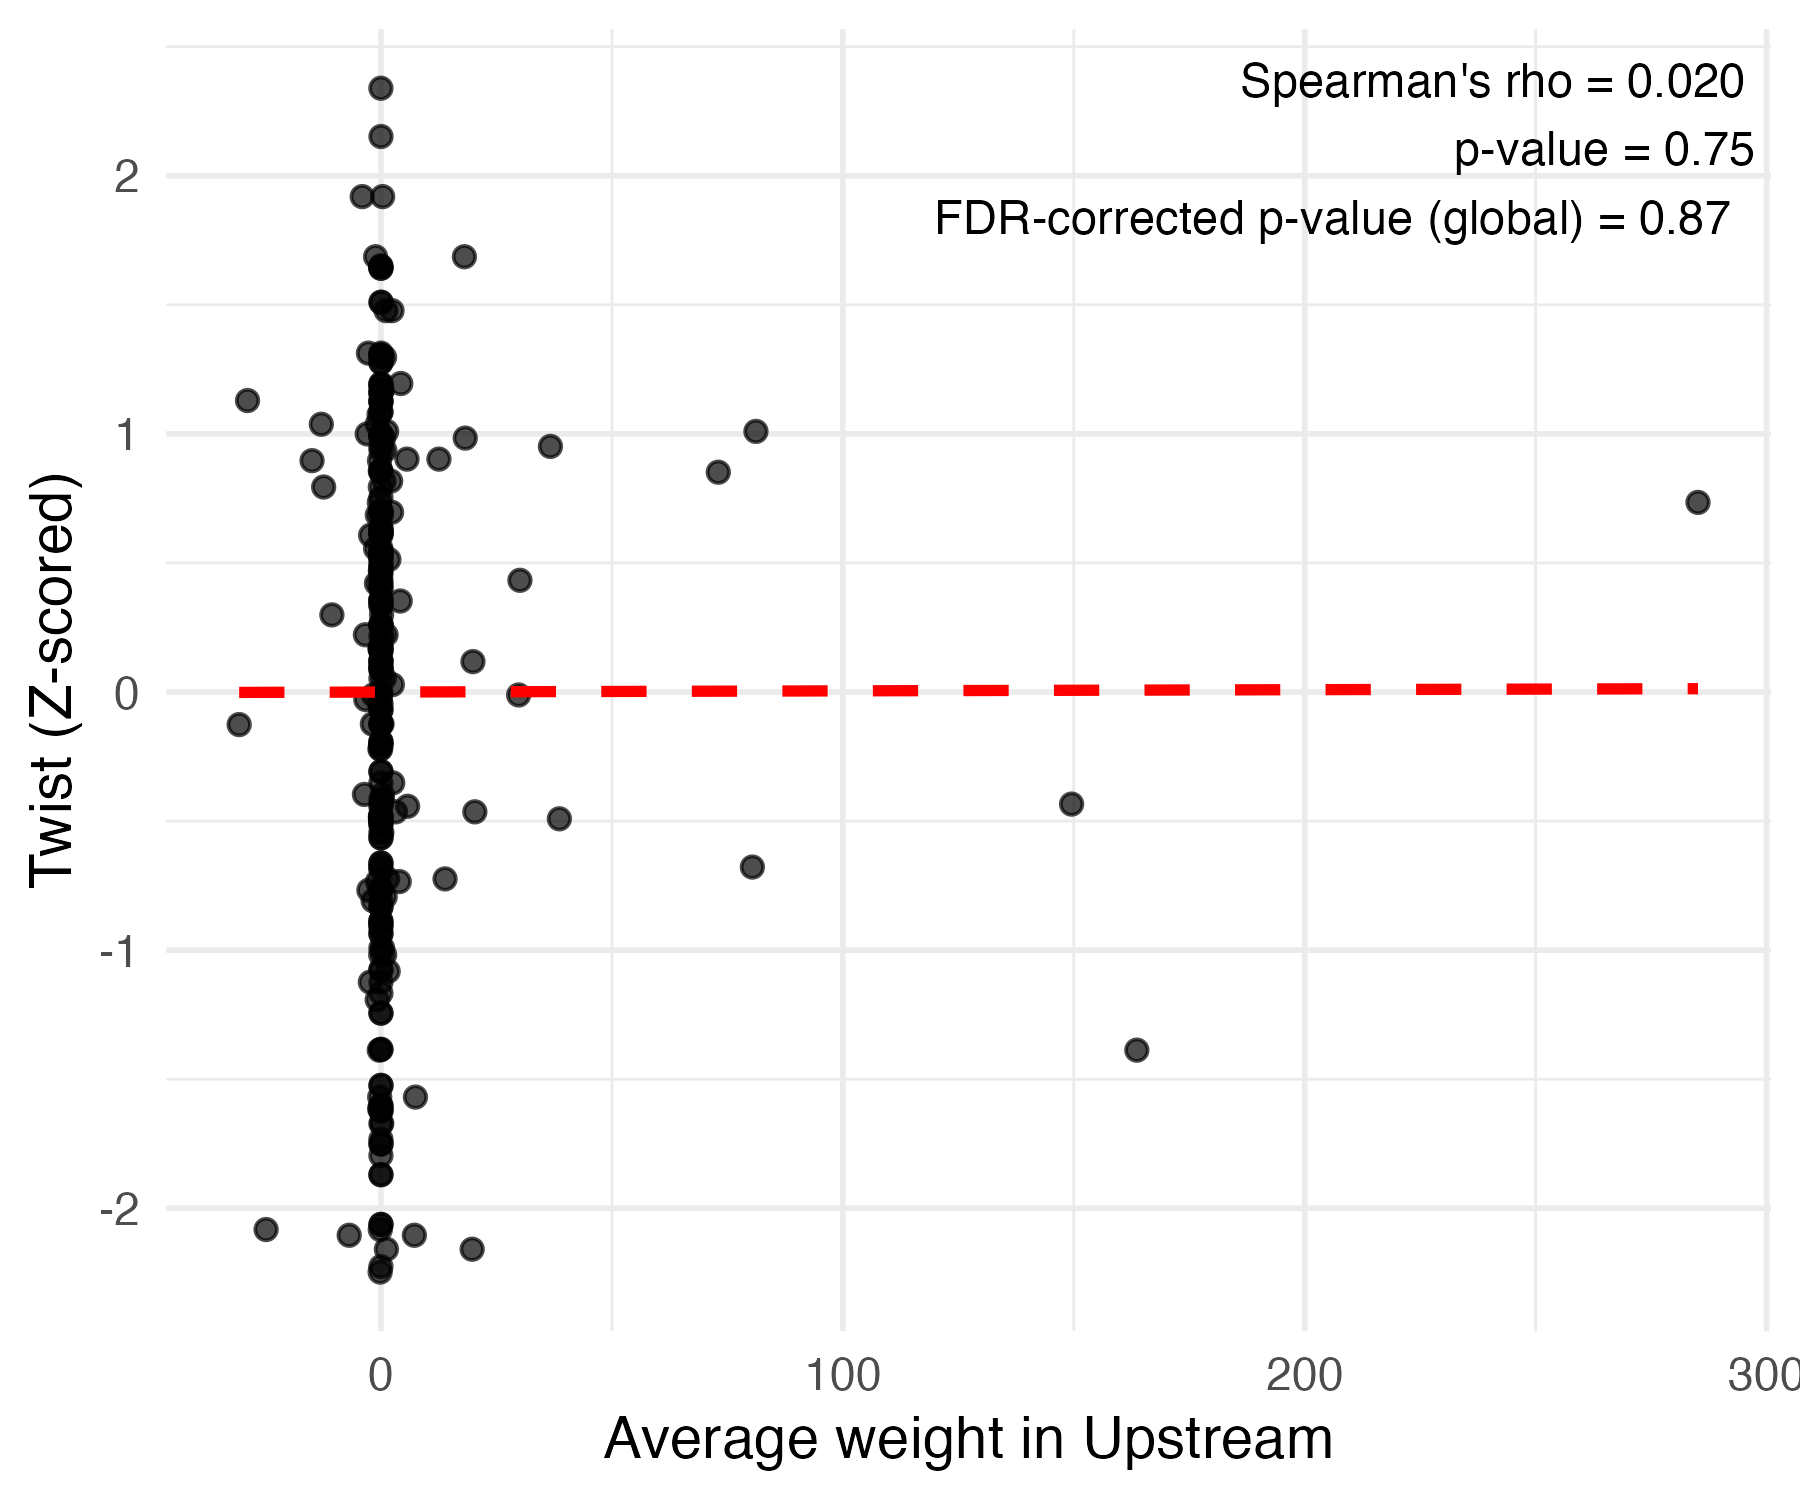 Spearman's rho = 0.020
p-value = 0.75
FDR-corrected p-value (global) = 0.87
2
1
0
-1
-2
Twist (Z-scored)
0
100
200
300
Average weight in Upstream